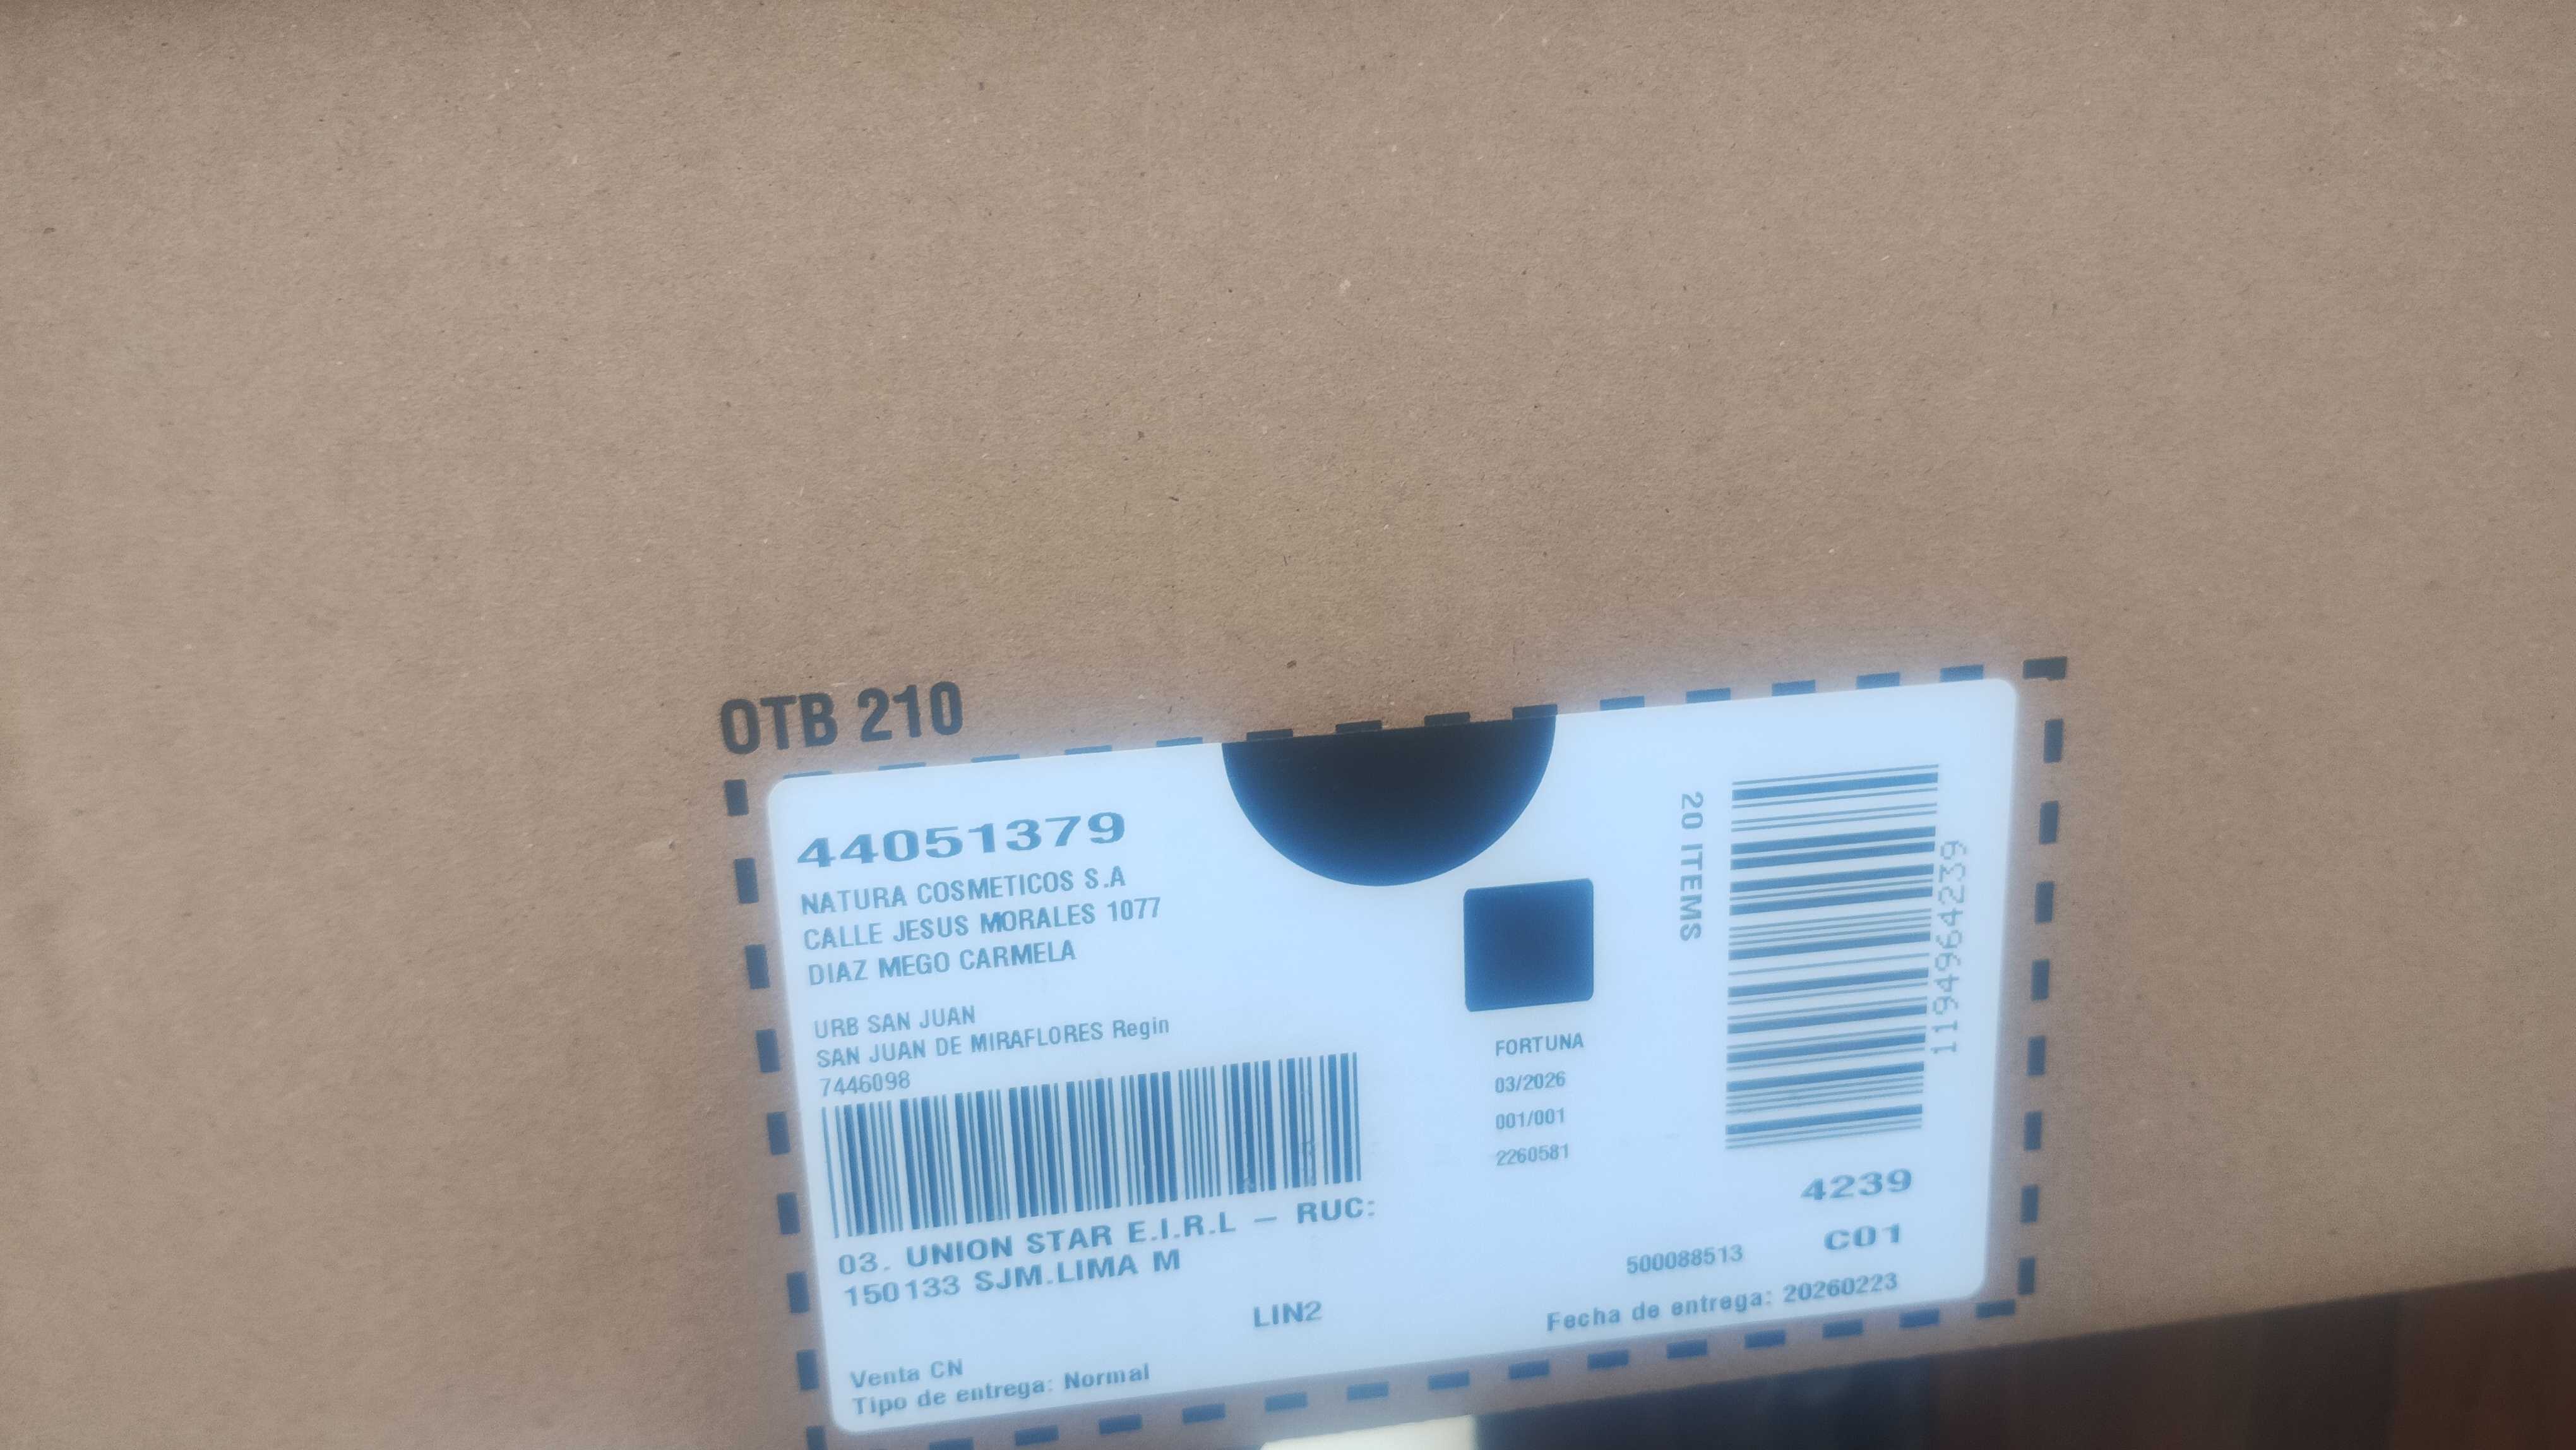 OTB 210
44051379
NATURA COSMETICOS S.A
CALLE JESUS MORALES 1077
DIAZ MEGO CARMELA
URB SAN JUAN
SAN JUAN DE MIRAFLORES Regin
7446098
03. UNION STAR E.I.R.L – RUC:
150133 SJM.LIMA M
LIN2
Venta CN
Tipo de entrega: Normal
FORTUNA
03/2026
001/001
2260581
20 ITEMS
1194964239
4239
C01
500088513
Fecha de entrega: 20260223